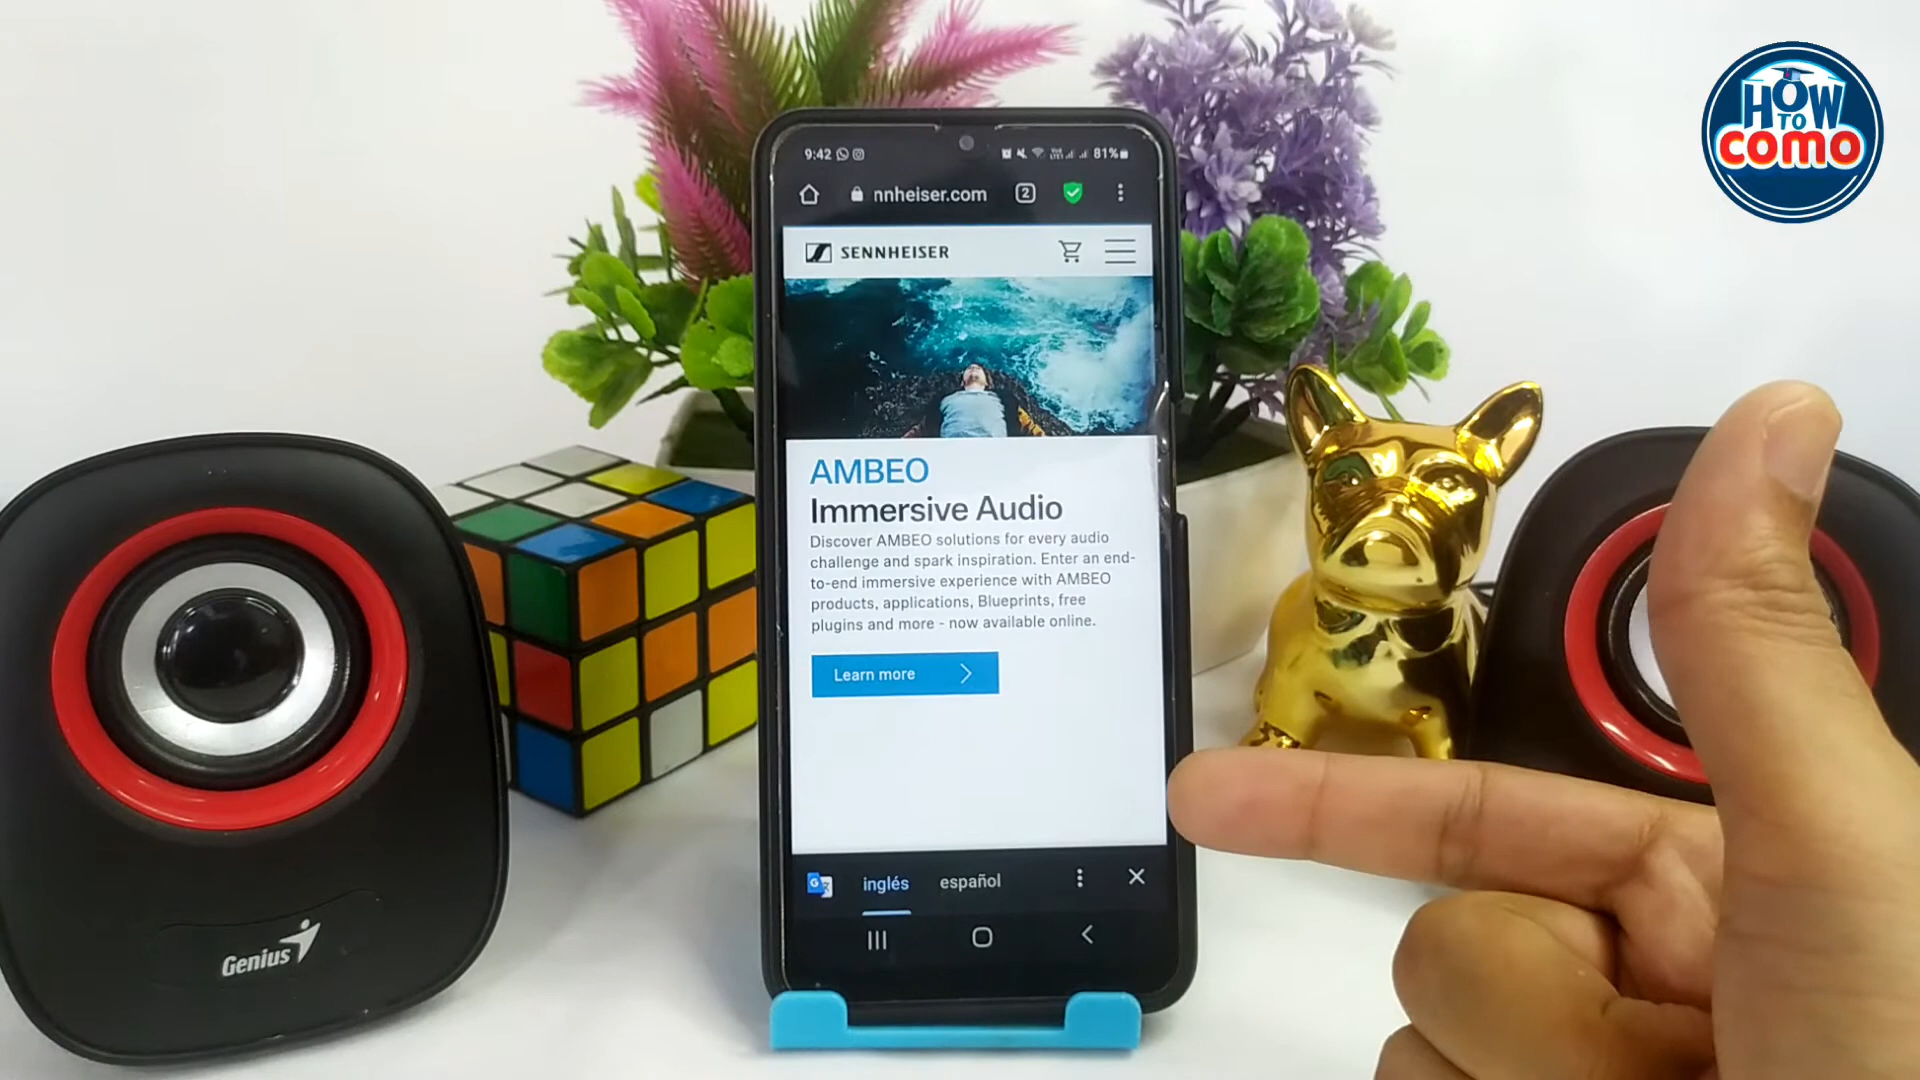 HOW
TO
COMO
9:42
81%
nnheiser.com
2
SENNHEISER
AMBEO
Immersive Audio
Discover AMBEO solutions for every audio
challenge and spark inspiration. Enter an end-
to-end immersive experience with AMBEO
products, applications, Blueprints, free
plugins and more - now available online.
Learn more
inglés español
Genius